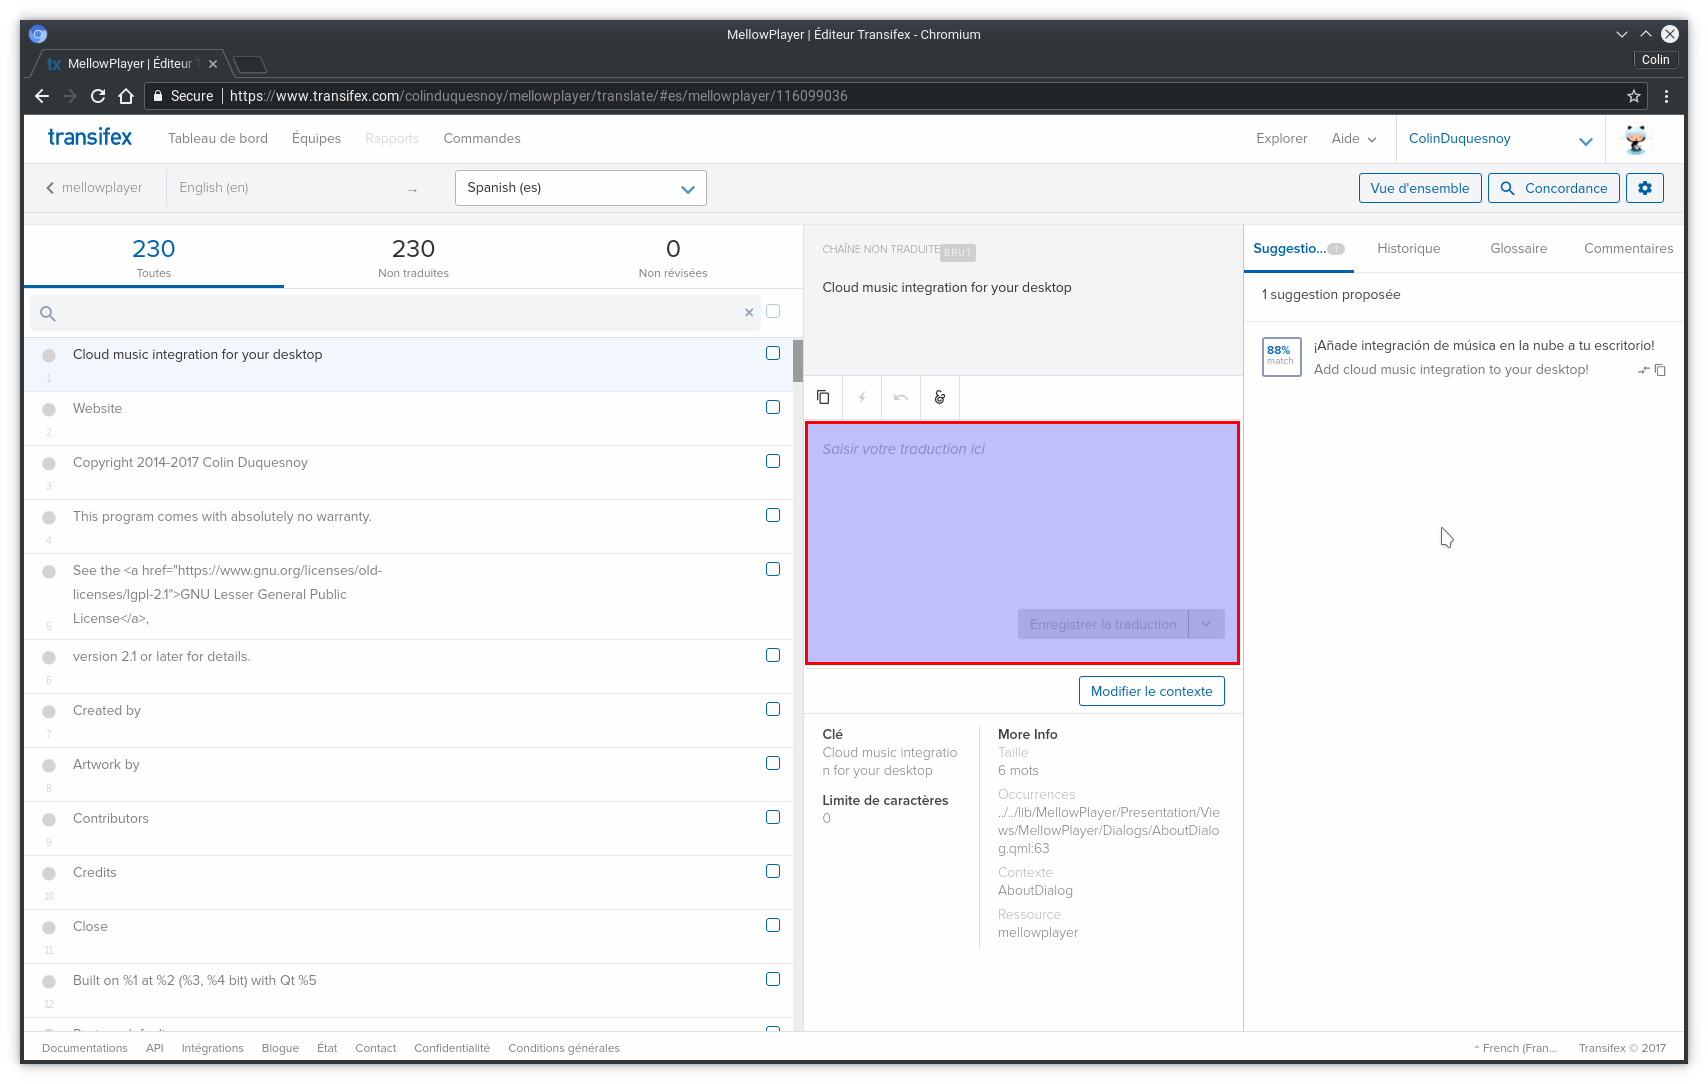 MellowPlayer | Éditeur Transifex - Chromium
tx MellowPlayer | Éditeur
Colin
Secure | https://www.transifex.com/colinduquesnoy/mellowplayer/translate/#es/mellowplayer/116099036
transifex
Tableau de bord
Équipes
Rapports
Commandes
Explorer
Aide
ColinDuquesnoy
mellowplayer
English (en)
→
Spanish (es)
Vue d'ensemble
Concordance
230
Toutes
230
Non traduites
0
Non révisées
Cloud music integration for your desktop
1
Website
2
Copyright 2014-2017 Colin Duquesnoy
3
This program comes with absolutely no warranty.
4
See the <a href="https://www.gnu.org/licenses/old-
licenses/lgpl-2.1">GNU Lesser General Public
License</a>,
5
version 2.1 or later for details.
6
Created by
7
Artwork by
8
Contributors
9
Credits
10
Close
11
Built on %1 at %2 (%3, %4 bit) with Qt %5
12
CHAÎNE NON TRADUITE BRUT
Cloud music integration for your desktop
Saisir votre traduction ici
Enregistrer la traduction
Modifier le contexte
Clé
Cloud music integratio
n for your desktop
Limite de caractères
0
More Info
Taille
6 mots
Occurrences
../../lib/MellowPlayer/Presentation/Vie
ws/MellowPlayer/Dialogs/AboutDialo
g.qml:63
Contexte
AboutDialog
Ressource
mellowplayer
Suggestio... 1
Historique
Glossaire
Commentaires
1 suggestion proposée
88%
match
¡Añade integración de música en la nube a tu escritorio!
Add cloud music integration to your desktop!
Documentations
API
Intégrations
Blogue
État
Contact
Confidentialité
Conditions générales
French (Fran...
Transifex © 2017